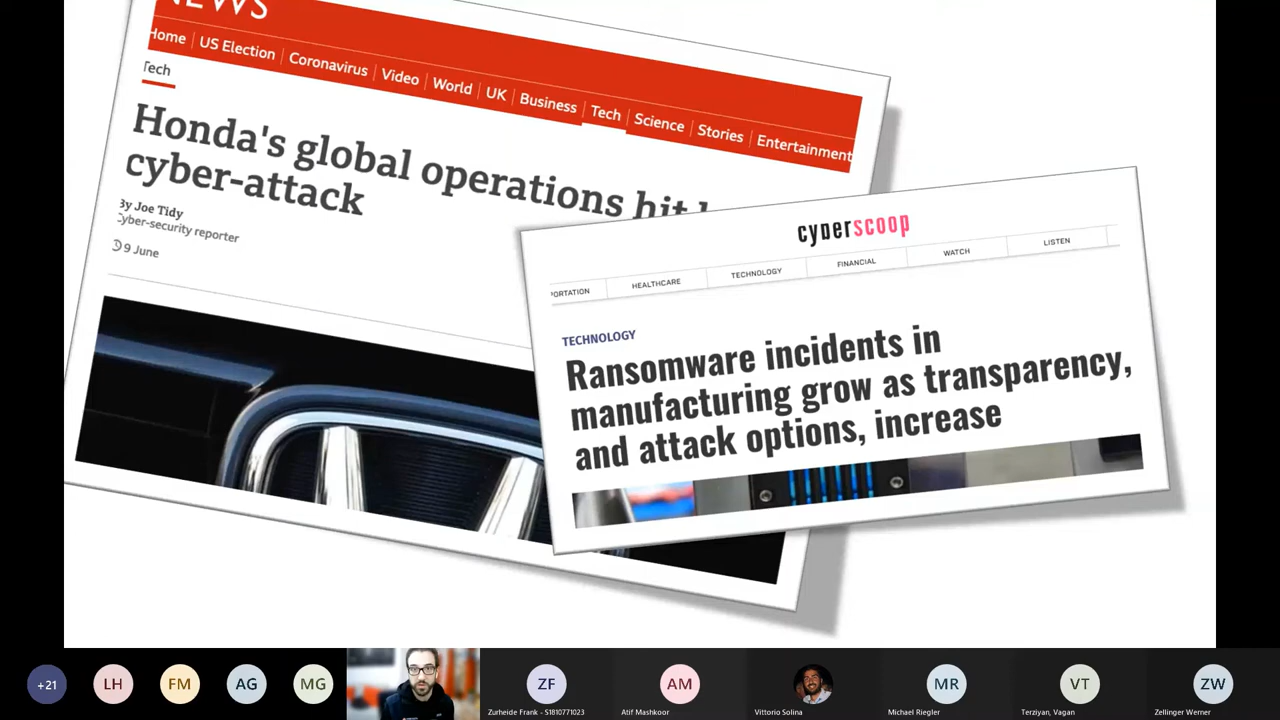 NEWS
Home US Election Coronavirus Video World UK Business Tech Science Stories Entertainment
Tech
Honda's global operations hit
cyber-attack
By Joe Tidy
Cyber-security reporter
9 June
cyberscoop
HEALTHCARE TECHNOLOGY FINANCIAL WATCH LISTEN
TECHNOLOGY
Ransomware incidents in
manufacturing grow as transparency,
and attack options, increase
+21 LH FM AG MG ZF AM MR VT ZW
Zurheide Frank - S1810771023 Atif Mashkoor Vittorio Solina Michael Riegler Terziyan, Vagan Zellinger Werner